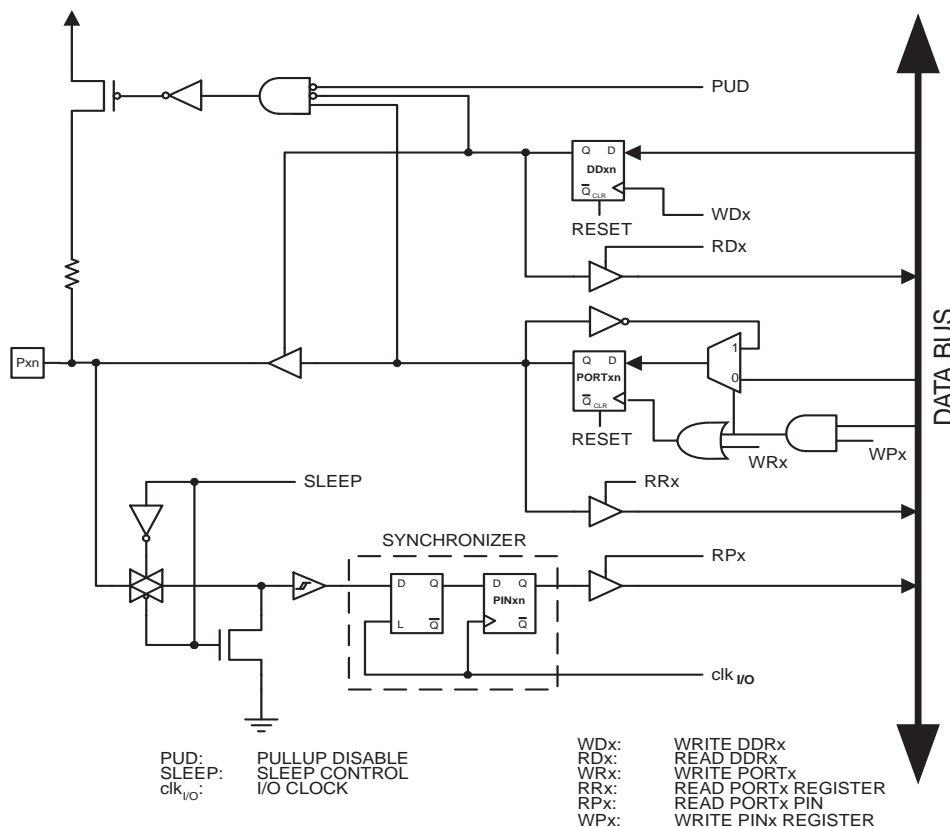 PUD
Q D
DDxn
Q CLR
WDx
RESET
RDx
1
Pxn
Q D
PORTxn
0
Q CLR
RESET
WRx
WPx
DATA BUS
SLEEP
RRx
SYNCHRONIZER
RPx
D Q
D Q
PINxn
L Q
Q
clk I/O
PUD: PULLUP DISABLE
SLEEP: SLEEP CONTROL
clk I/O: I/O CLOCK
WDx: WRITE DDRx
RDx: READ DDRx
WRx: WRITE PORTx
RRx: READ PORTx REGISTER
RPx: READ PORTx PIN
WPx: WRITE PINx REGISTER